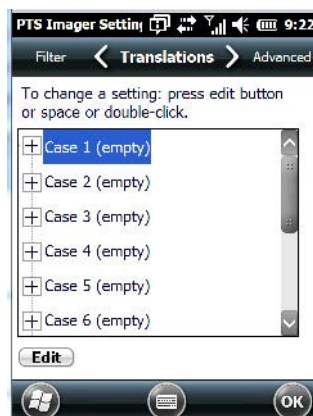 PTS Imager Settin 9:22
Filter Translations Advanced
To change a setting: press edit button
or space or double-click.
Case 1 (empty)
Case 2 (empty)
Case 3 (empty)
Case 4 (empty)
Case 5 (empty)
Case 6 (empty)
Edit
OK